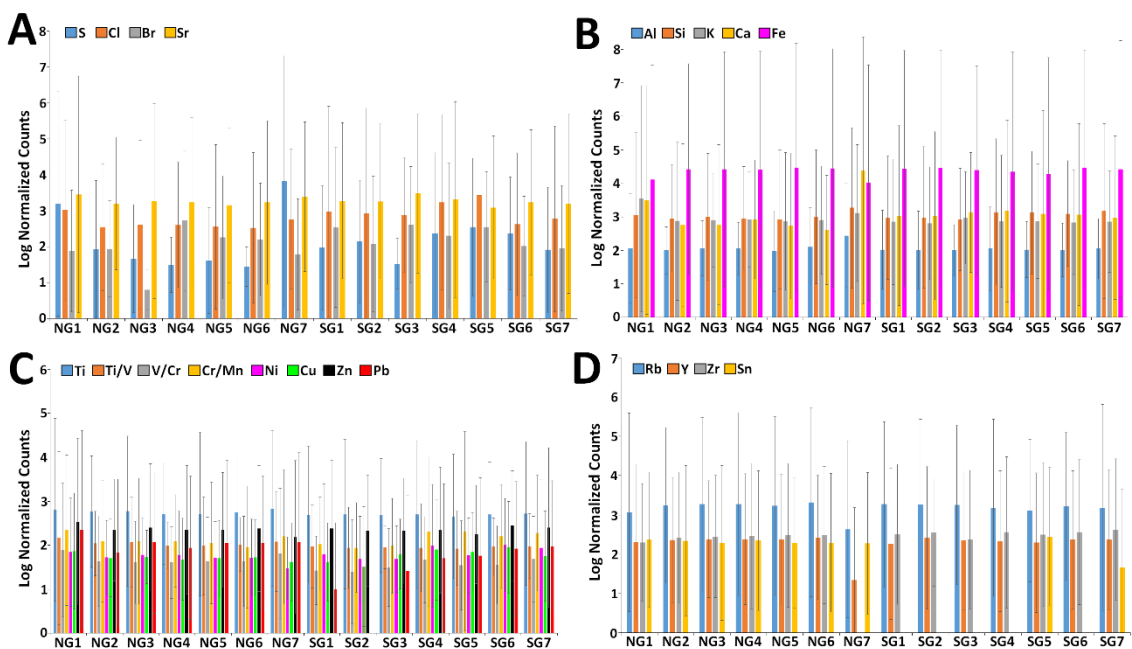 A
S Cl Br Sr
Log Normalized Counts
8
7
6
5
4
3
2
1
0
NG1 NG2 NG3 NG4 NG5 NG6 NG7 SG1 SG2 SG3 SG4 SG5 SG6 SG7
B
Al Si K Ca Fe
Log Normalized Counts
8
7
6
5
4
3
2
1
0
NG1 NG2 NG3 NG4 NG5 NG6 NG7 SG1 SG2 SG3 SG4 SG5 SG6 SG7
C
Ti Ti/V V/Cr Cr/Mn Ni Cu Zn Pb
Log Normalized Counts
6
5
4
3
2
1
0
NG1 NG2 NG3 NG4 NG5 NG6 NG7 SG1 SG2 SG3 SG4 SG5 SG6 SG7
D
Rb Y Zr Sn
Log Normalized Counts
7
6
5
4
3
2
1
0
NG1 NG2 NG3 NG4 NG5 NG6 NG7 SG1 SG2 SG3 SG4 SG5 SG6 SG7